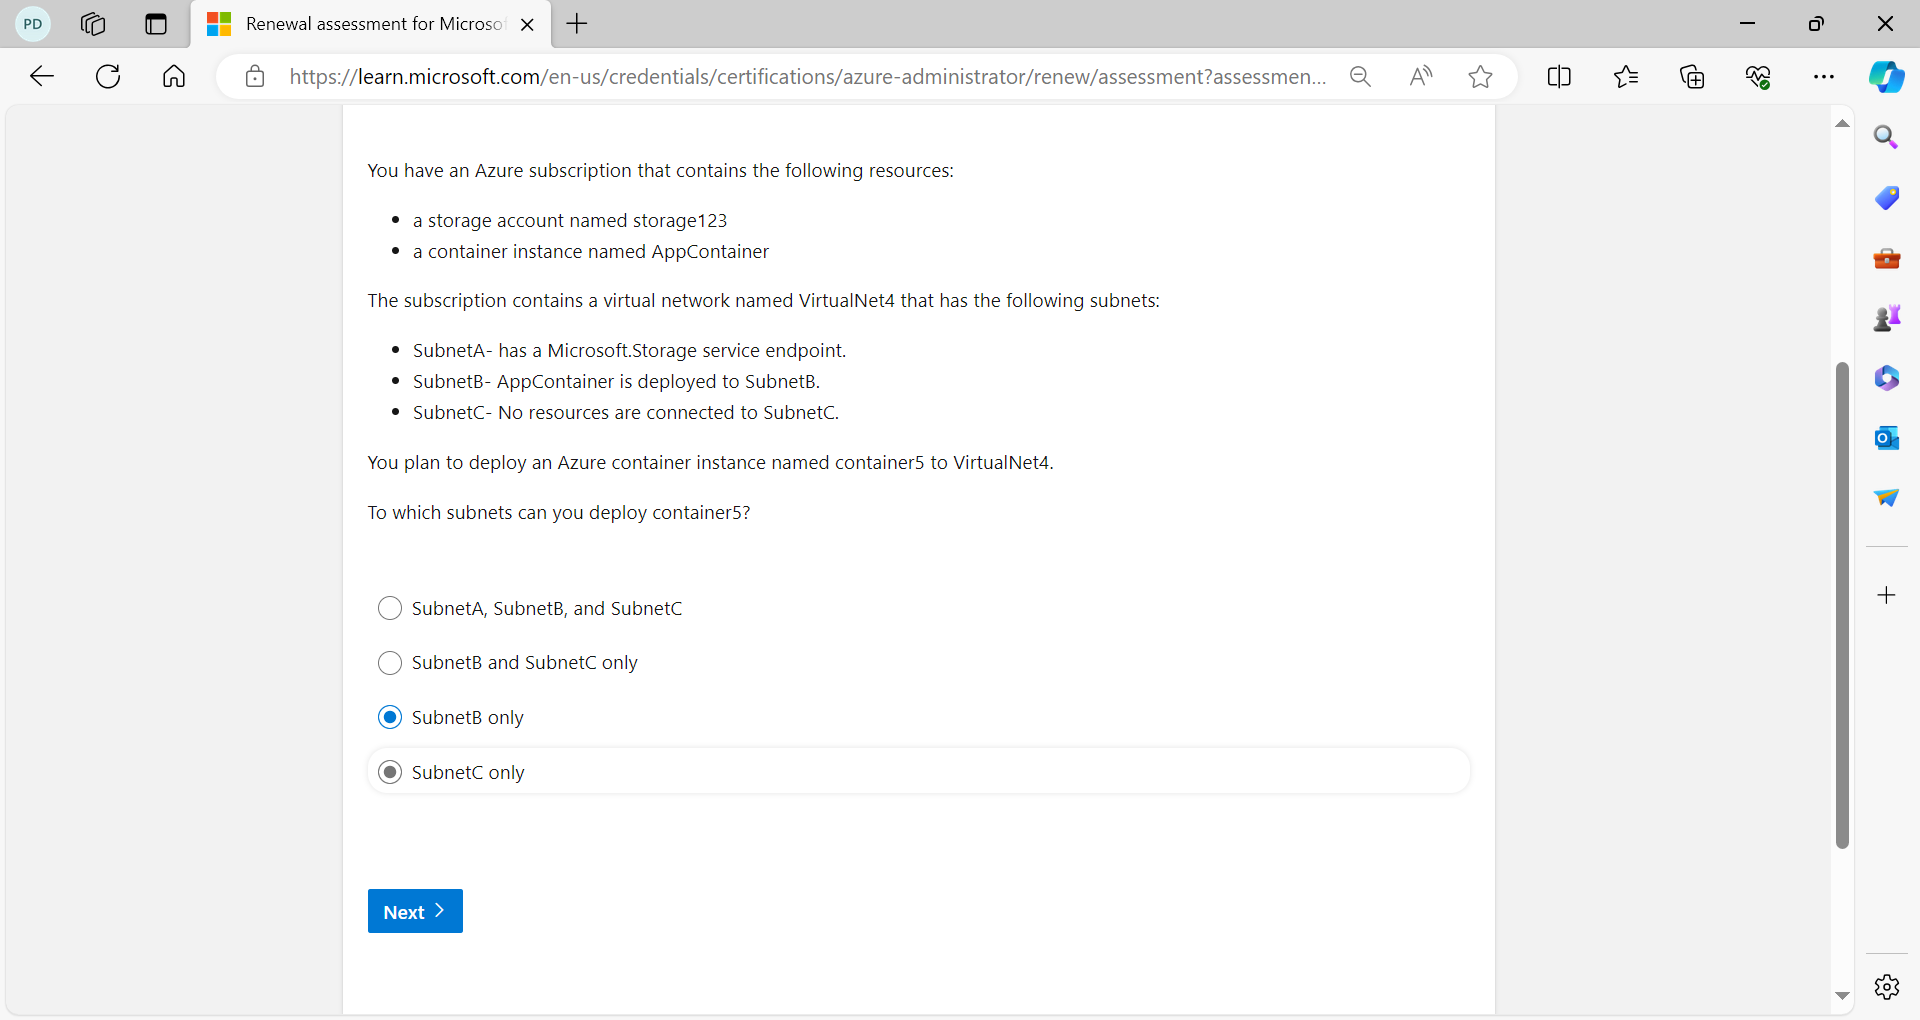 PD
Renewal assessment for Microso
https://learn.microsoft.com/en-us/credentials/certifications/azure-administrator/renew/assessment?assessmen...
You have an Azure subscription that contains the following resources:
• a storage account named storage123
• a container instance named AppContainer
The subscription contains a virtual network named VirtualNet4 that has the following subnets:
• SubnetA- has a Microsoft.Storage service endpoint.
• SubnetB- AppContainer is deployed to SubnetB.
• SubnetC- No resources are connected to SubnetC.
You plan to deploy an Azure container instance named container5 to VirtualNet4.
To which subnets can you deploy container5?
SubnetA, SubnetB, and SubnetC
SubnetB and SubnetC only
SubnetB only
SubnetC only
Next